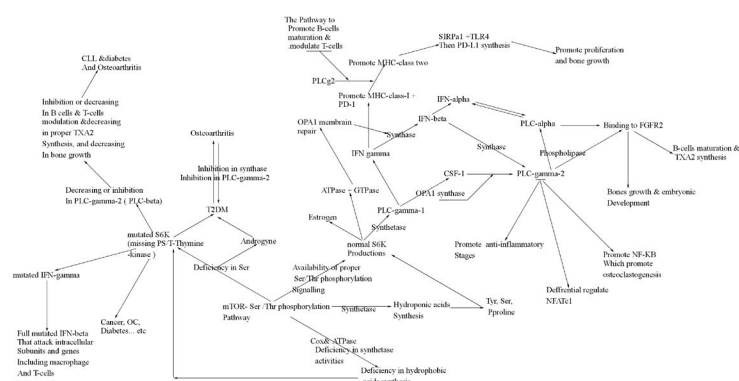 The Pathway to
Promote B-cells
maturation &
.modulate T-cells
SIRPa1 +TLR4
Then PD-L1 synthesis
Promote proliferation
and bone growth
Promote MHC-class two
PLCg2
Promote MHC-class-I +
PD-1
CLL &diabetes
And Osteoarthritis
Inhibition or decreasing
In B cells & T-cells
modulation &decreasing
in proper TXA2
Synthesis, and decreasing
In bone growth
Osteoarthritis
OPA1 membrain
repair
Synthase
IFN-beta
IFN-alpha
PLC-alpha
Binding to FGFR2
B-cells maturation &
TXA2 synthesis
IFN gamma
Synthase
Phospholipase
Inhibition in synthase
Inhibition in PLC-gamma-2
Decreasing or inhibition
In PLC-gamma-2 ( PLC-beta)
ATPase + GTPase
CSF-1
OPA1 synthase
PLC-gamma-2
Bones growth & embryonic
Development
T2DM
PLC-gamma-1
Estrogen
Synthetase
mutated S6K
(missing PS/T-Thymine
-kinase )
Androgyne
normal S6K
Productions
Promote anti-inflammatory
Stages
Promote NF-KB
Which promote
osteoclastogenesis
mutated IFN-gamma
Deficiency in Ser
Availability of proper
Ser/Thr phosphorylation
Signalling
Deffrential regulate
NFATc1
mTOR- Ser /Thr phosphorylation
Pathway
Synthetase
Hydroponic acids
Synthesis
Tyr, Ser,
Pproline
Cancer, OC,
Diabetes... etc
Full mutated IFN-beta
That attack intracellular
Subunits and genes
Including macrophage
And T-cells
Cox& ATPase
Deficiency in synthetase
activities
Deficiency in hydrophobic